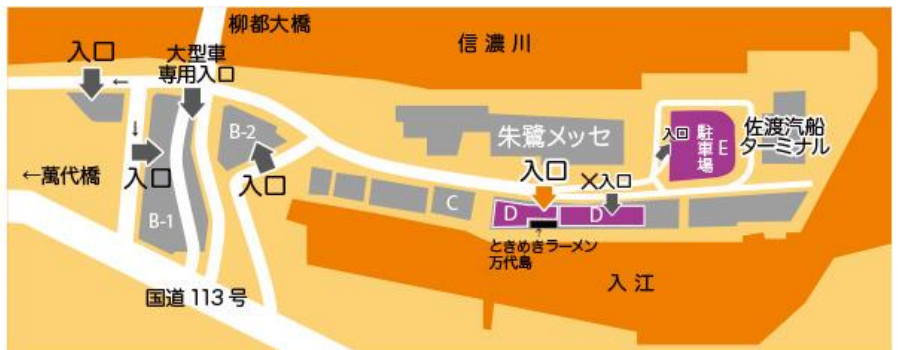 柳都大橋
信濃川
入口
大型車
専用入口
←
↓
B-2
朱鷺メッセ
入口
駐車場
E
佐渡汽船
ターミナル
←萬代橋
入口
入口
入口
×入口
B-1
C
D
D
↑
ときめきラーメン
万代島
入江
国道113号